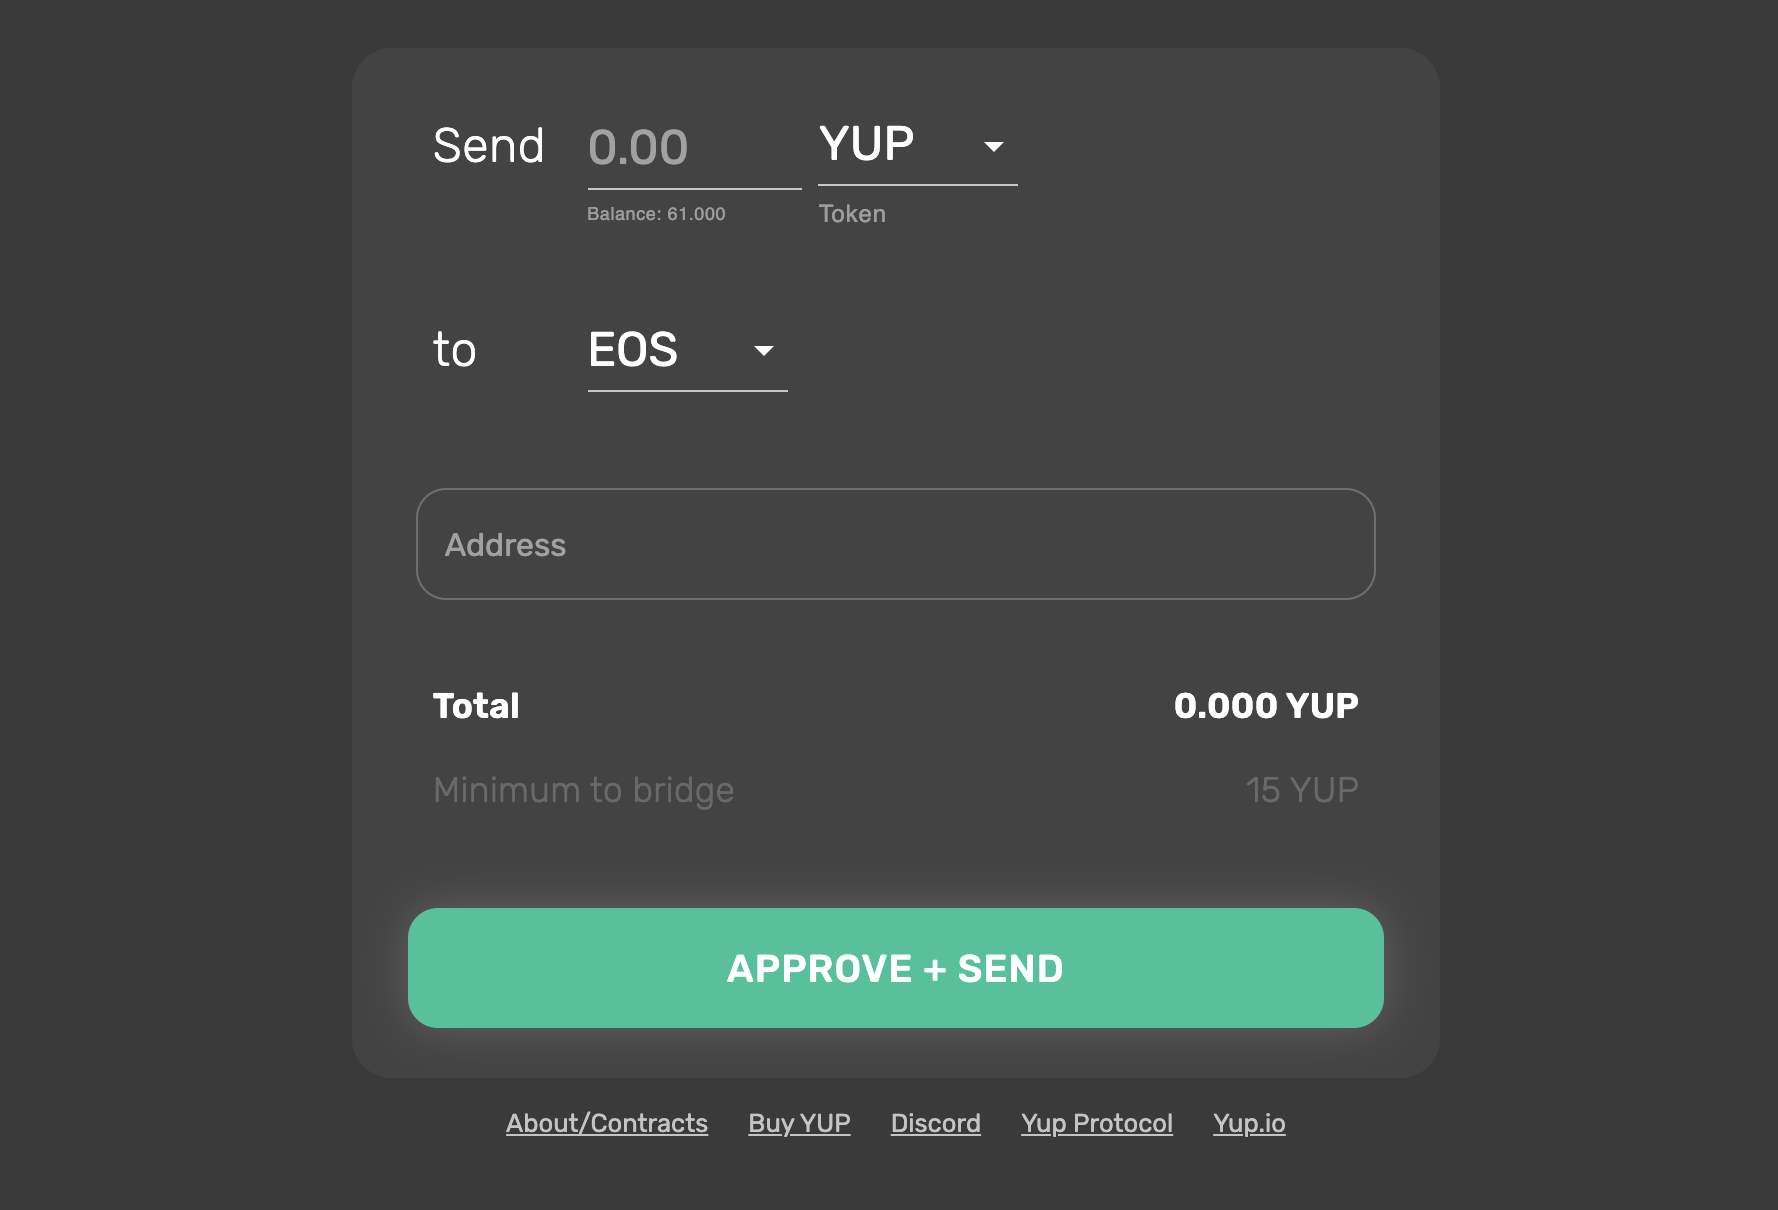 Send 0.00 YUP
Balance: 61.000 Token
to EOS
Address
Total 0.000 YUP
Minimum to bridge 15 YUP
APPROVE + SEND
About/Contracts Buy YUP Discord Yup Protocol Yup.io